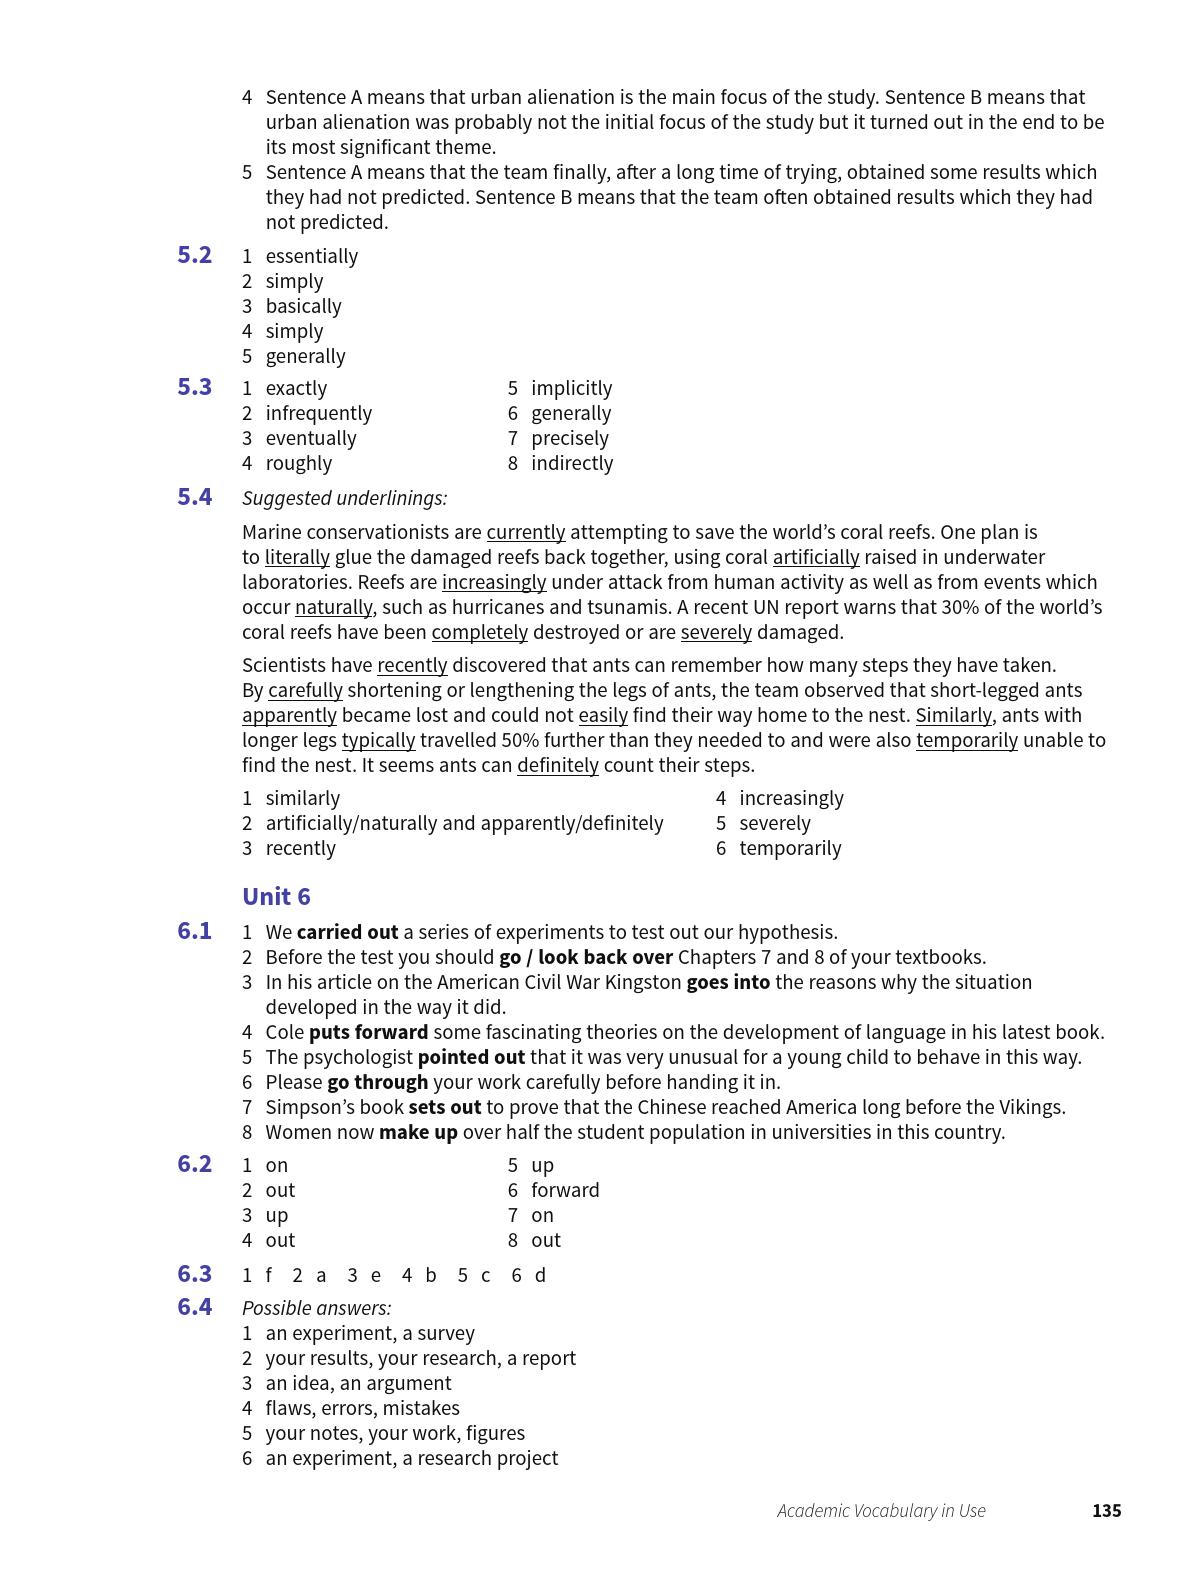 4 Sentence A means that urban alienation is the main focus of the study. Sentence B means that
urban alienation was probably not the initial focus of the study but it turned out in the end to be
its most significant theme.
5 Sentence A means that the team finally, after a long time of trying, obtained some results which
they had not predicted. Sentence B means that the team often obtained results which they had
not predicted.
5.2 1 essentially
2 simply
3 basically
4 simply
5 generally
5.3 1 exactly 5 implicitly
2 infrequently 6 generally
3 eventually 7 precisely
4 roughly 8 indirectly
5.4 Suggested underlinings:
Marine conservationists are currently attempting to save the world’s coral reefs. One plan is
to literally glue the damaged reefs back together, using coral artificially raised in underwater
laboratories. Reefs are increasingly under attack from human activity as well as from events which
occur naturally, such as hurricanes and tsunamis. A recent UN report warns that 30% of the world’s
coral reefs have been completely destroyed or are severely damaged.
Scientists have recently discovered that ants can remember how many steps they have taken.
By carefully shortening or lengthening the legs of ants, the team observed that short-legged ants
apparently became lost and could not easily find their way home to the nest. Similarly, ants with
longer legs typically travelled 50% further than they needed to and were also temporarily unable to
find the nest. It seems ants can definitely count their steps.
1 similarly 4 increasingly
2 artificially/naturally and apparently/definitely 5 severely
3 recently 6 temporarily
Unit 6
6.1 1 We carried out a series of experiments to test out our hypothesis.
2 Before the test you should go / look back over Chapters 7 and 8 of your textbooks.
3 In his article on the American Civil War Kingston goes into the reasons why the situation
developed in the way it did.
4 Cole puts forward some fascinating theories on the development of language in his latest book.
5 The psychologist pointed out that it was very unusual for a young child to behave in this way.
6 Please go through your work carefully before handing it in.
7 Simpson’s book sets out to prove that the Chinese reached America long before the Vikings.
8 Women now make up over half the student population in universities in this country.
6.2 1 on 5 up
2 out 6 forward
3 up 7 on
4 out 8 out
6.3 1 f 2 a 3 e 4 b 5 c 6 d
6.4 Possible answers:
1 an experiment, a survey
2 your results, your research, a report
3 an idea, an argument
4 flaws, errors, mistakes
5 your notes, your work, figures
6 an experiment, a research project
Academic Vocabulary in Use 135